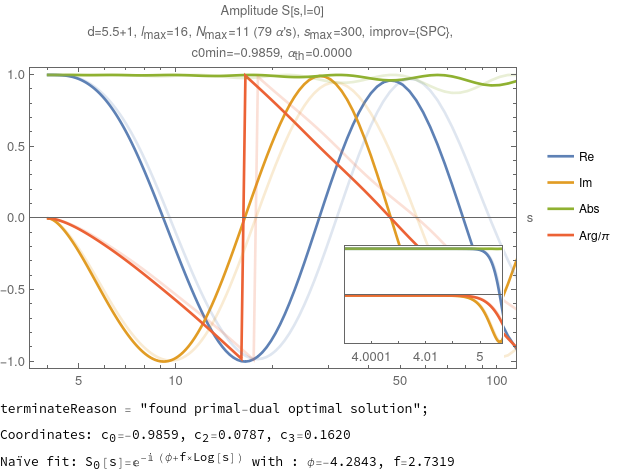 Amplitude S[s,l=0]
d=5.5+1, lmax=16, Nmax=11 (79 α's), smax=300, improv={SPC},
c0min=-0.9859, αth=0.0000
1.0
0.5
0.0
-0.5
-1.0
5
10
50
100
s
4.0001
4.01
5
Re
Im
Abs
Arg/π
terminateReason = "found primal-dual optimal solution";
Coordinates: c0=-0.9859, c2=0.0787, c3=0.1620
Naïve fit: S0[s]=e^-i (ϕ+f×Log[s]) with : ϕ=-4.2843, f=2.7319